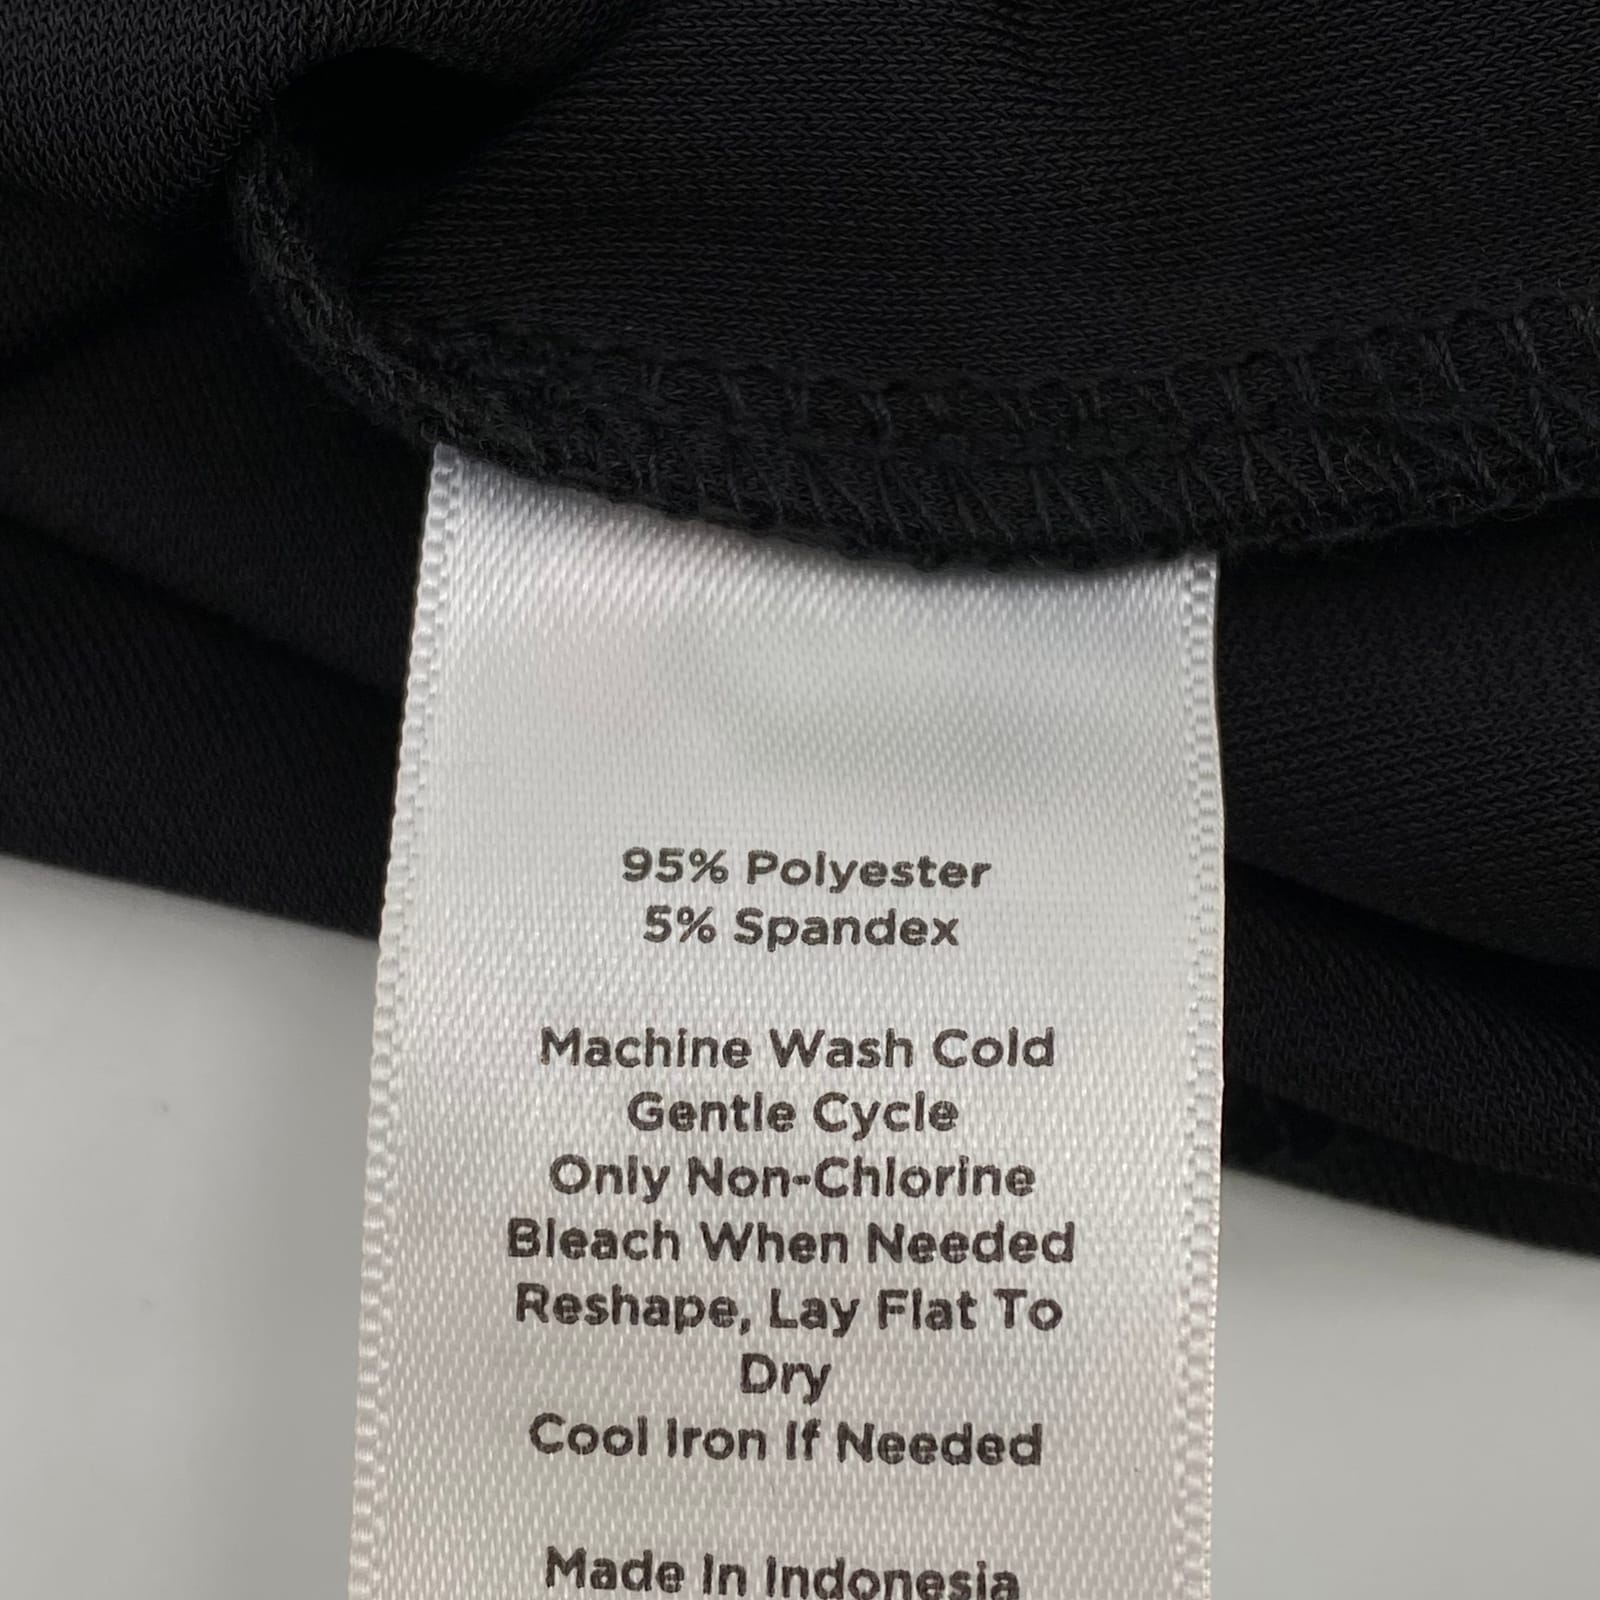 95% Polyester
5% Spandex
Machine Wash Cold
Gentle Cycle
Only Non-Chlorine
Bleach When Needed
Reshape, Lay Flat To
Dry
Cool Iron If Needed
Made In Indonesia